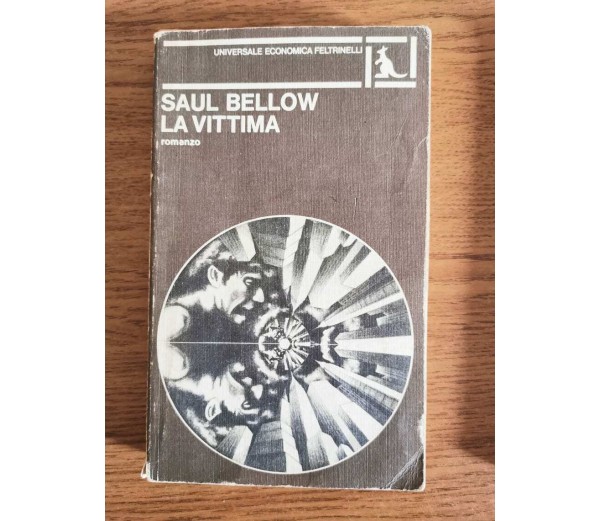 UNIVERSALE ECONOMICA FELTRINELLI
SAUL BELLOW
LA VITTIMA
romanzo